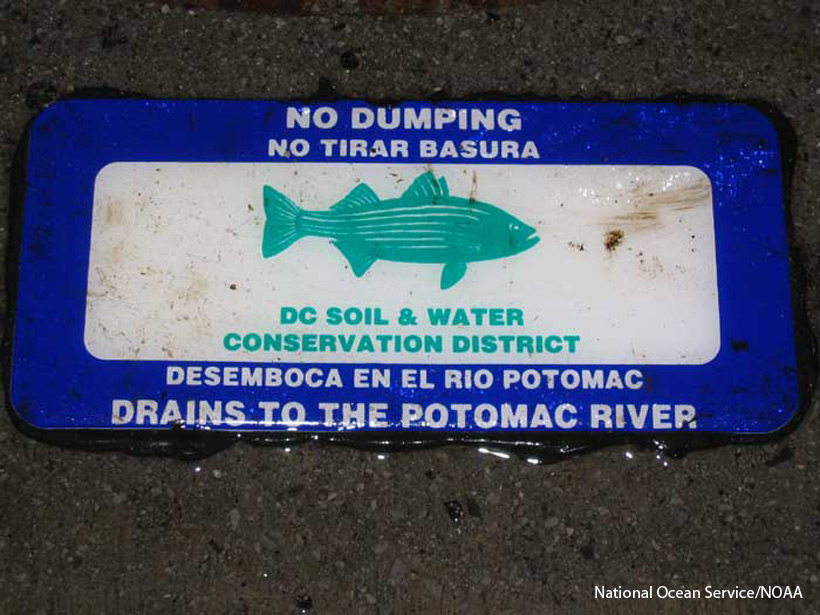 NO DUMPING
NO TIRAR BASURA
DC SOIL & WATER
CONSERVATION DISTRICT
DESEMBOCA EN EL RIO POTOMAC
DRAINS TO THE POTOMAC RIVER
National Ocean Service/NOAA